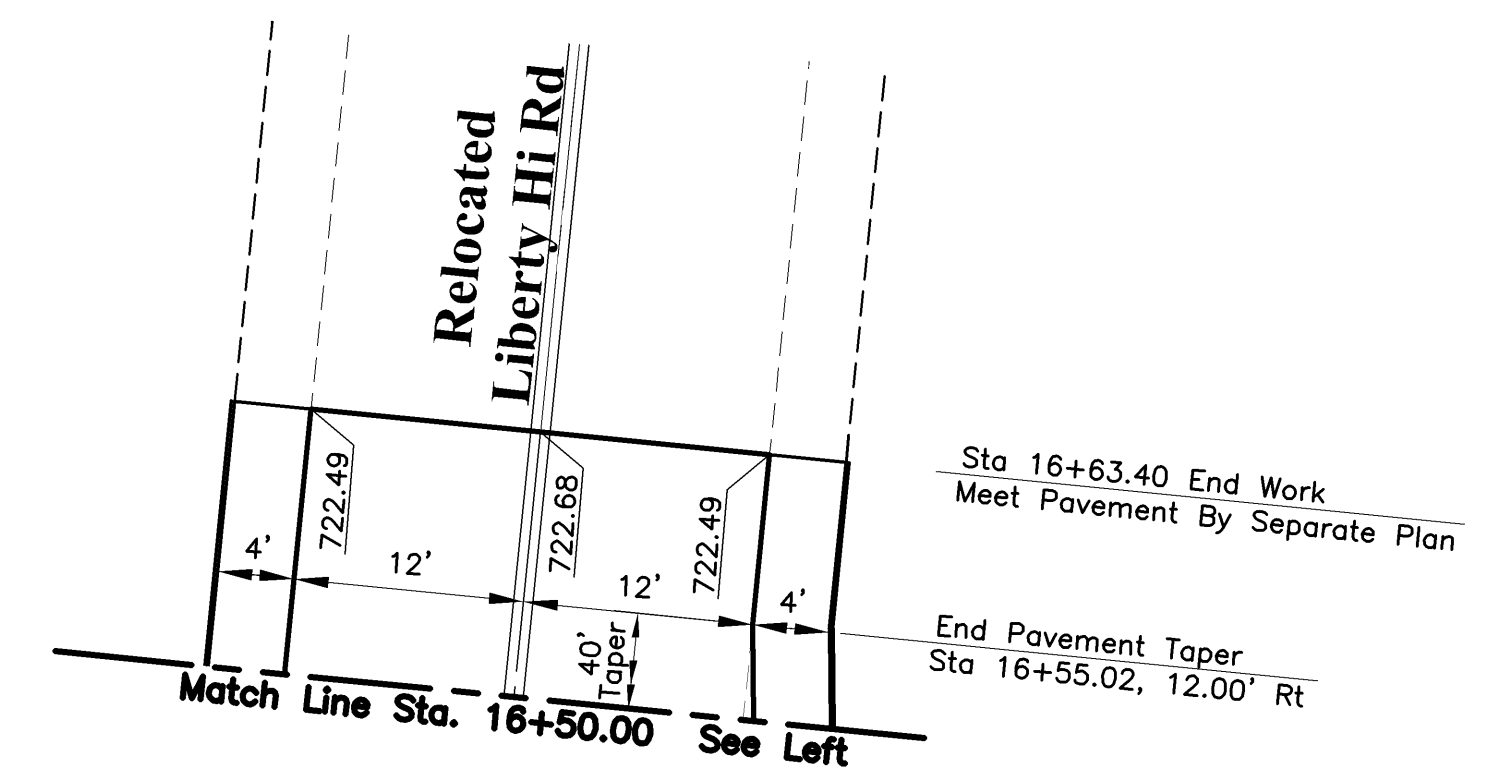 Relocated
Liberty Hi Rd
722.49
722.68
722.49
4'
12'
12'
4'
40'
Taper
Sta 16+63.40 End Work
Meet Pavement By Separate Plan
End Pavement Taper
Sta 16+55.02, 12.00' Rt
Match Line Sta. 16+50.00 See Left